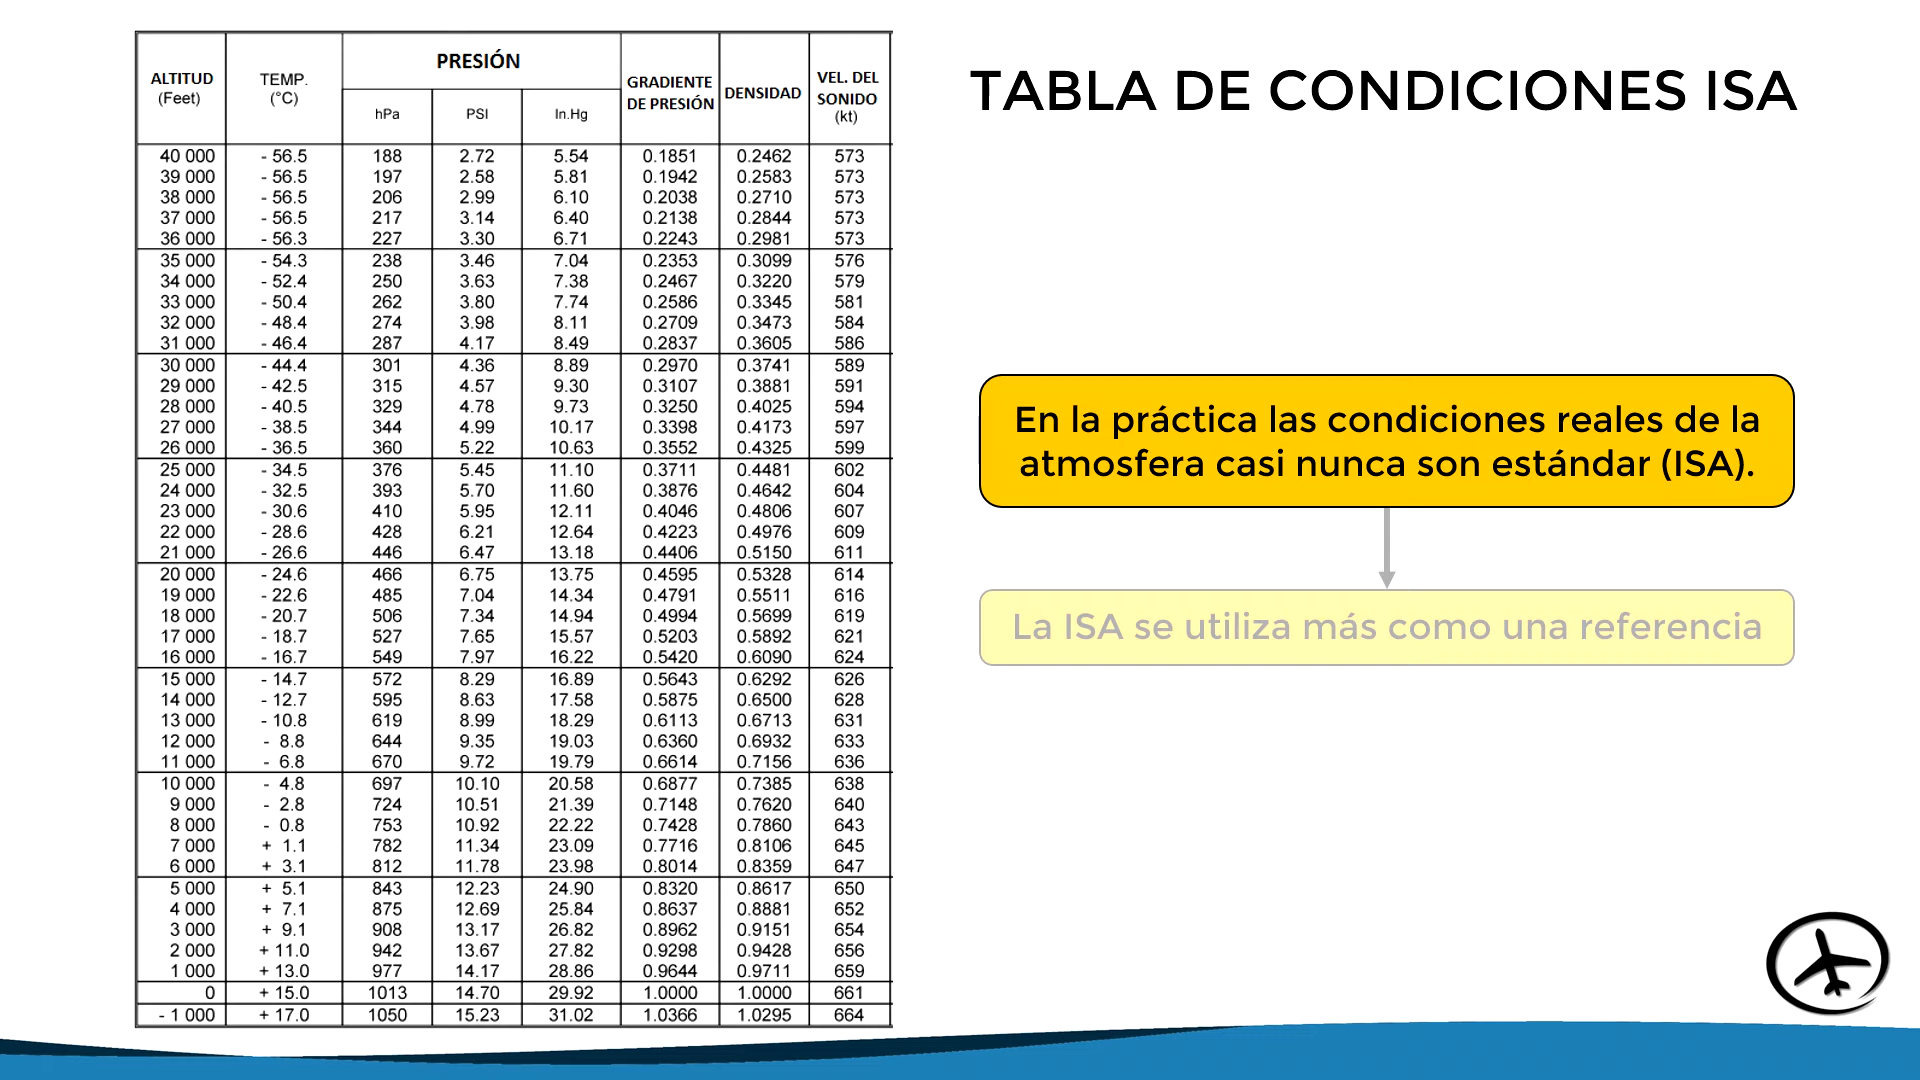 TABLA DE CONDICIONES ISA
ALTITUD (Feet) TEMP. (°C) PRESIÓN GRADIENTE DE PRESIÓN DENSIDAD VEL. DEL SONIDO (kt)
hPa PSI In.Hg
40 000 - 56.5 188 2.72 5.54 0.1851 0.2462 573
39 000 - 56.5 197 2.58 5.81 0.1942 0.2583 573
38 000 - 56.5 206 2.99 6.10 0.2038 0.2710 573
37 000 - 56.5 217 3.14 6.40 0.2138 0.2844 573
36 000 - 56.3 227 3.30 6.71 0.2243 0.2981 573
35 000 - 54.3 238 3.46 7.04 0.2353 0.3099 576
34 000 - 52.4 250 3.63 7.38 0.2467 0.3220 579
33 000 - 50.4 262 3.80 7.74 0.2586 0.3345 581
32 000 - 48.4 274 3.98 8.11 0.2709 0.3473 584
31 000 - 46.4 287 4.17 8.49 0.2837 0.3605 586
30 000 - 44.4 301 4.36 8.89 0.2970 0.3741 589
29 000 - 42.5 315 4.57 9.30 0.3107 0.3881 591
28 000 - 40.5 329 4.78 9.73 0.3250 0.4025 594
27 000 - 38.5 344 4.99 10.17 0.3398 0.4173 597
26 000 - 36.5 360 5.22 10.63 0.3552 0.4325 599
25 000 - 34.5 376 5.45 11.10 0.3711 0.4481 602
24 000 - 32.5 393 5.70 11.60 0.3876 0.4642 604
23 000 - 30.6 410 5.95 12.11 0.4046 0.4806 607
22 000 - 28.6 428 6.21 12.64 0.4223 0.4976 609
21 000 - 26.6 446 6.47 13.18 0.4406 0.5150 611
20 000 - 24.6 466 6.75 13.75 0.4595 0.5328 614
19 000 - 22.6 485 7.04 14.34 0.4791 0.5511 616
18 000 - 20.7 506 7.34 14.94 0.4994 0.5699 619
17 000 - 18.7 527 7.65 15.57 0.5203 0.5892 621
16 000 - 16.7 549 7.97 16.22 0.5420 0.6090 624
15 000 - 14.7 572 8.29 16.89 0.5643 0.6292 626
14 000 - 12.7 595 8.63 17.58 0.5875 0.6500 628
13 000 - 10.8 619 8.99 18.29 0.6113 0.6713 631
12 000 - 8.8 644 9.35 19.03 0.6360 0.6932 633
11 000 - 6.8 670 9.72 19.79 0.6614 0.7156 636
10 000 - 4.8 697 10.10 20.58 0.6877 0.7385 638
9 000 - 2.8 724 10.51 21.39 0.7148 0.7620 640
8 000 - 0.8 753 10.92 22.22 0.7428 0.7860 643
7 000 + 1.1 782 11.34 23.09 0.7716 0.8106 645
6 000 + 3.1 812 11.78 23.98 0.8014 0.8359 647
5 000 + 5.1 843 12.23 24.90 0.8320 0.8617 650
4 000 + 7.1 875 12.69 25.84 0.8637 0.8881 652
3 000 + 9.1 908 13.17 26.82 0.8962 0.9151 654
2 000 + 11.0 942 13.67 27.82 0.9298 0.9428 656
1 000 + 13.0 977 14.17 28.86 0.9644 0.9711 659
0 + 15.0 1013 14.70 29.92 1.0000 1.0000 661
- 1 000 + 17.0 1050 15.23 31.02 1.0366 1.0295 664
En la práctica las condiciones reales de la
atmosfera casi nunca son estándar (ISA).
La ISA se utiliza más como una referencia